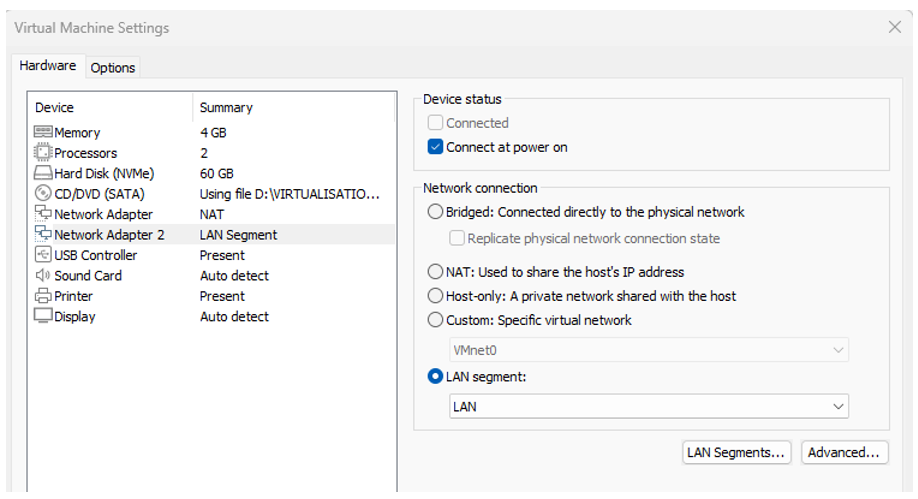 Virtual Machine Settings
Hardware Options
Device Summary
Memory 4 GB
Processors 2
Hard Disk (NVMe) 60 GB
CD/DVD (SATA) Using file D:\VIRTUALISATIO...
Network Adapter NAT
Network Adapter 2 LAN Segment
USB Controller Present
Sound Card Auto detect
Printer Present
Display Auto detect
Device status
Connected
Connect at power on
Network connection
Bridged: Connected directly to the physical network
Replicate physical network connection state
NAT: Used to share the host's IP address
Host-only: A private network shared with the host
Custom: Specific virtual network
VMnet0
LAN segment:
LAN
LAN Segments... Advanced...